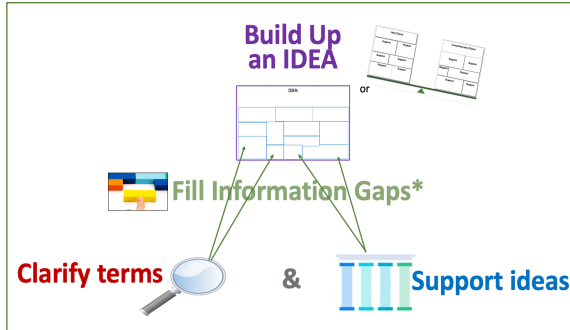 Build Up
an IDEA
IDEA
or
Fill Information Gaps*
Clarify terms
&
Support ideas